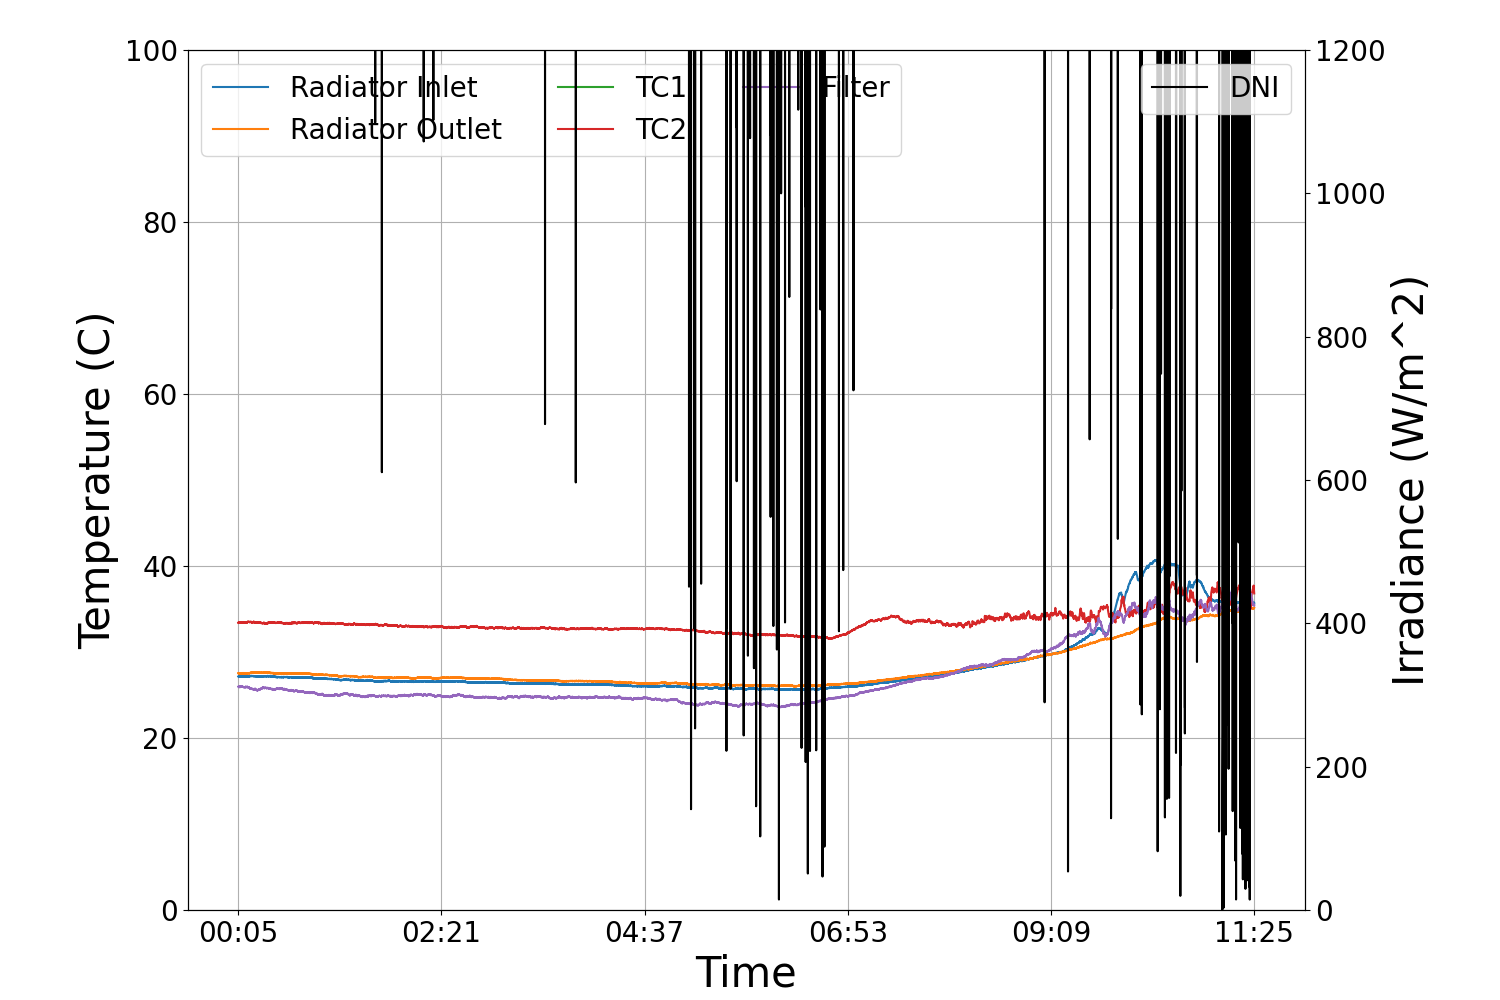 100
80
60
40
20
0
Temperature (C)
Radiator Inlet
Radiator Outlet
TC1
TC2
Filter
DNI
1200
1000
800
600
400
200
0
Irradiance (W/m^2)
00:05 02:21 04:37 06:53 09:09 11:25
Time